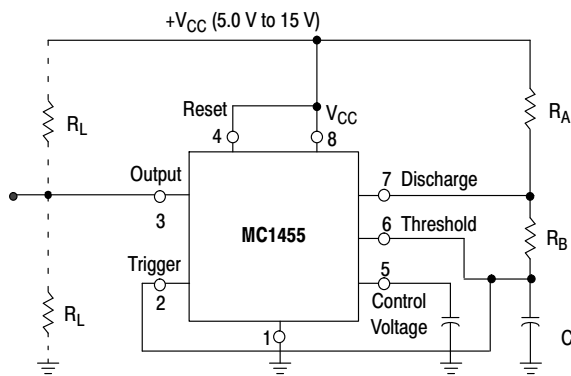 +VCC (5.0 V to 15 V)
Reset
4
VCC
8
RL
RA
Output
3
7 Discharge
6 Threshold
MC1455
RB
Trigger
2
5
Control
Voltage
RL
1
C